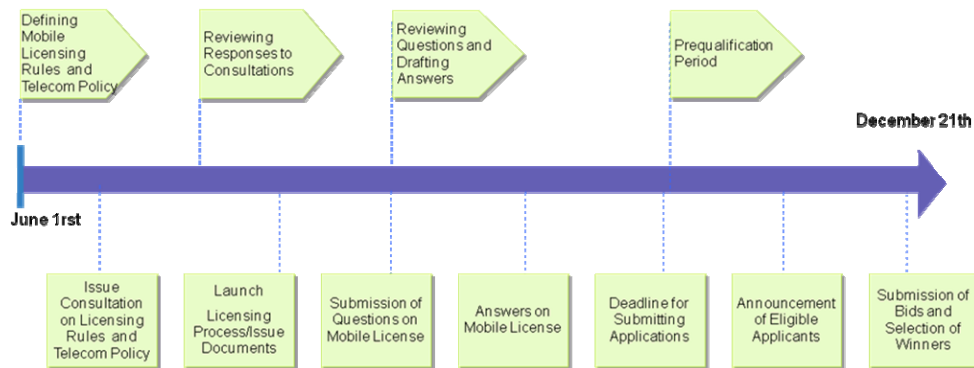 Defining
Mobile
Licensing
Rules and
Telecom Policy
Reviewing
Responses to
Consultations
Reviewing
Questions and
Drafting
Answers
Prequalification
Period
December 21th
June 1rst
Issue
Consultation
on Licensing
Rules and
Telecom Policy
Launch
Licensing
Process/Issue
Documents
Submission of
Questions on
Mobile License
Answers on
Mobile License
Deadline for
Submitting
Applications
Announcement
of Eligible
Applicants
Submission of
Bids and
Selection of
Winners